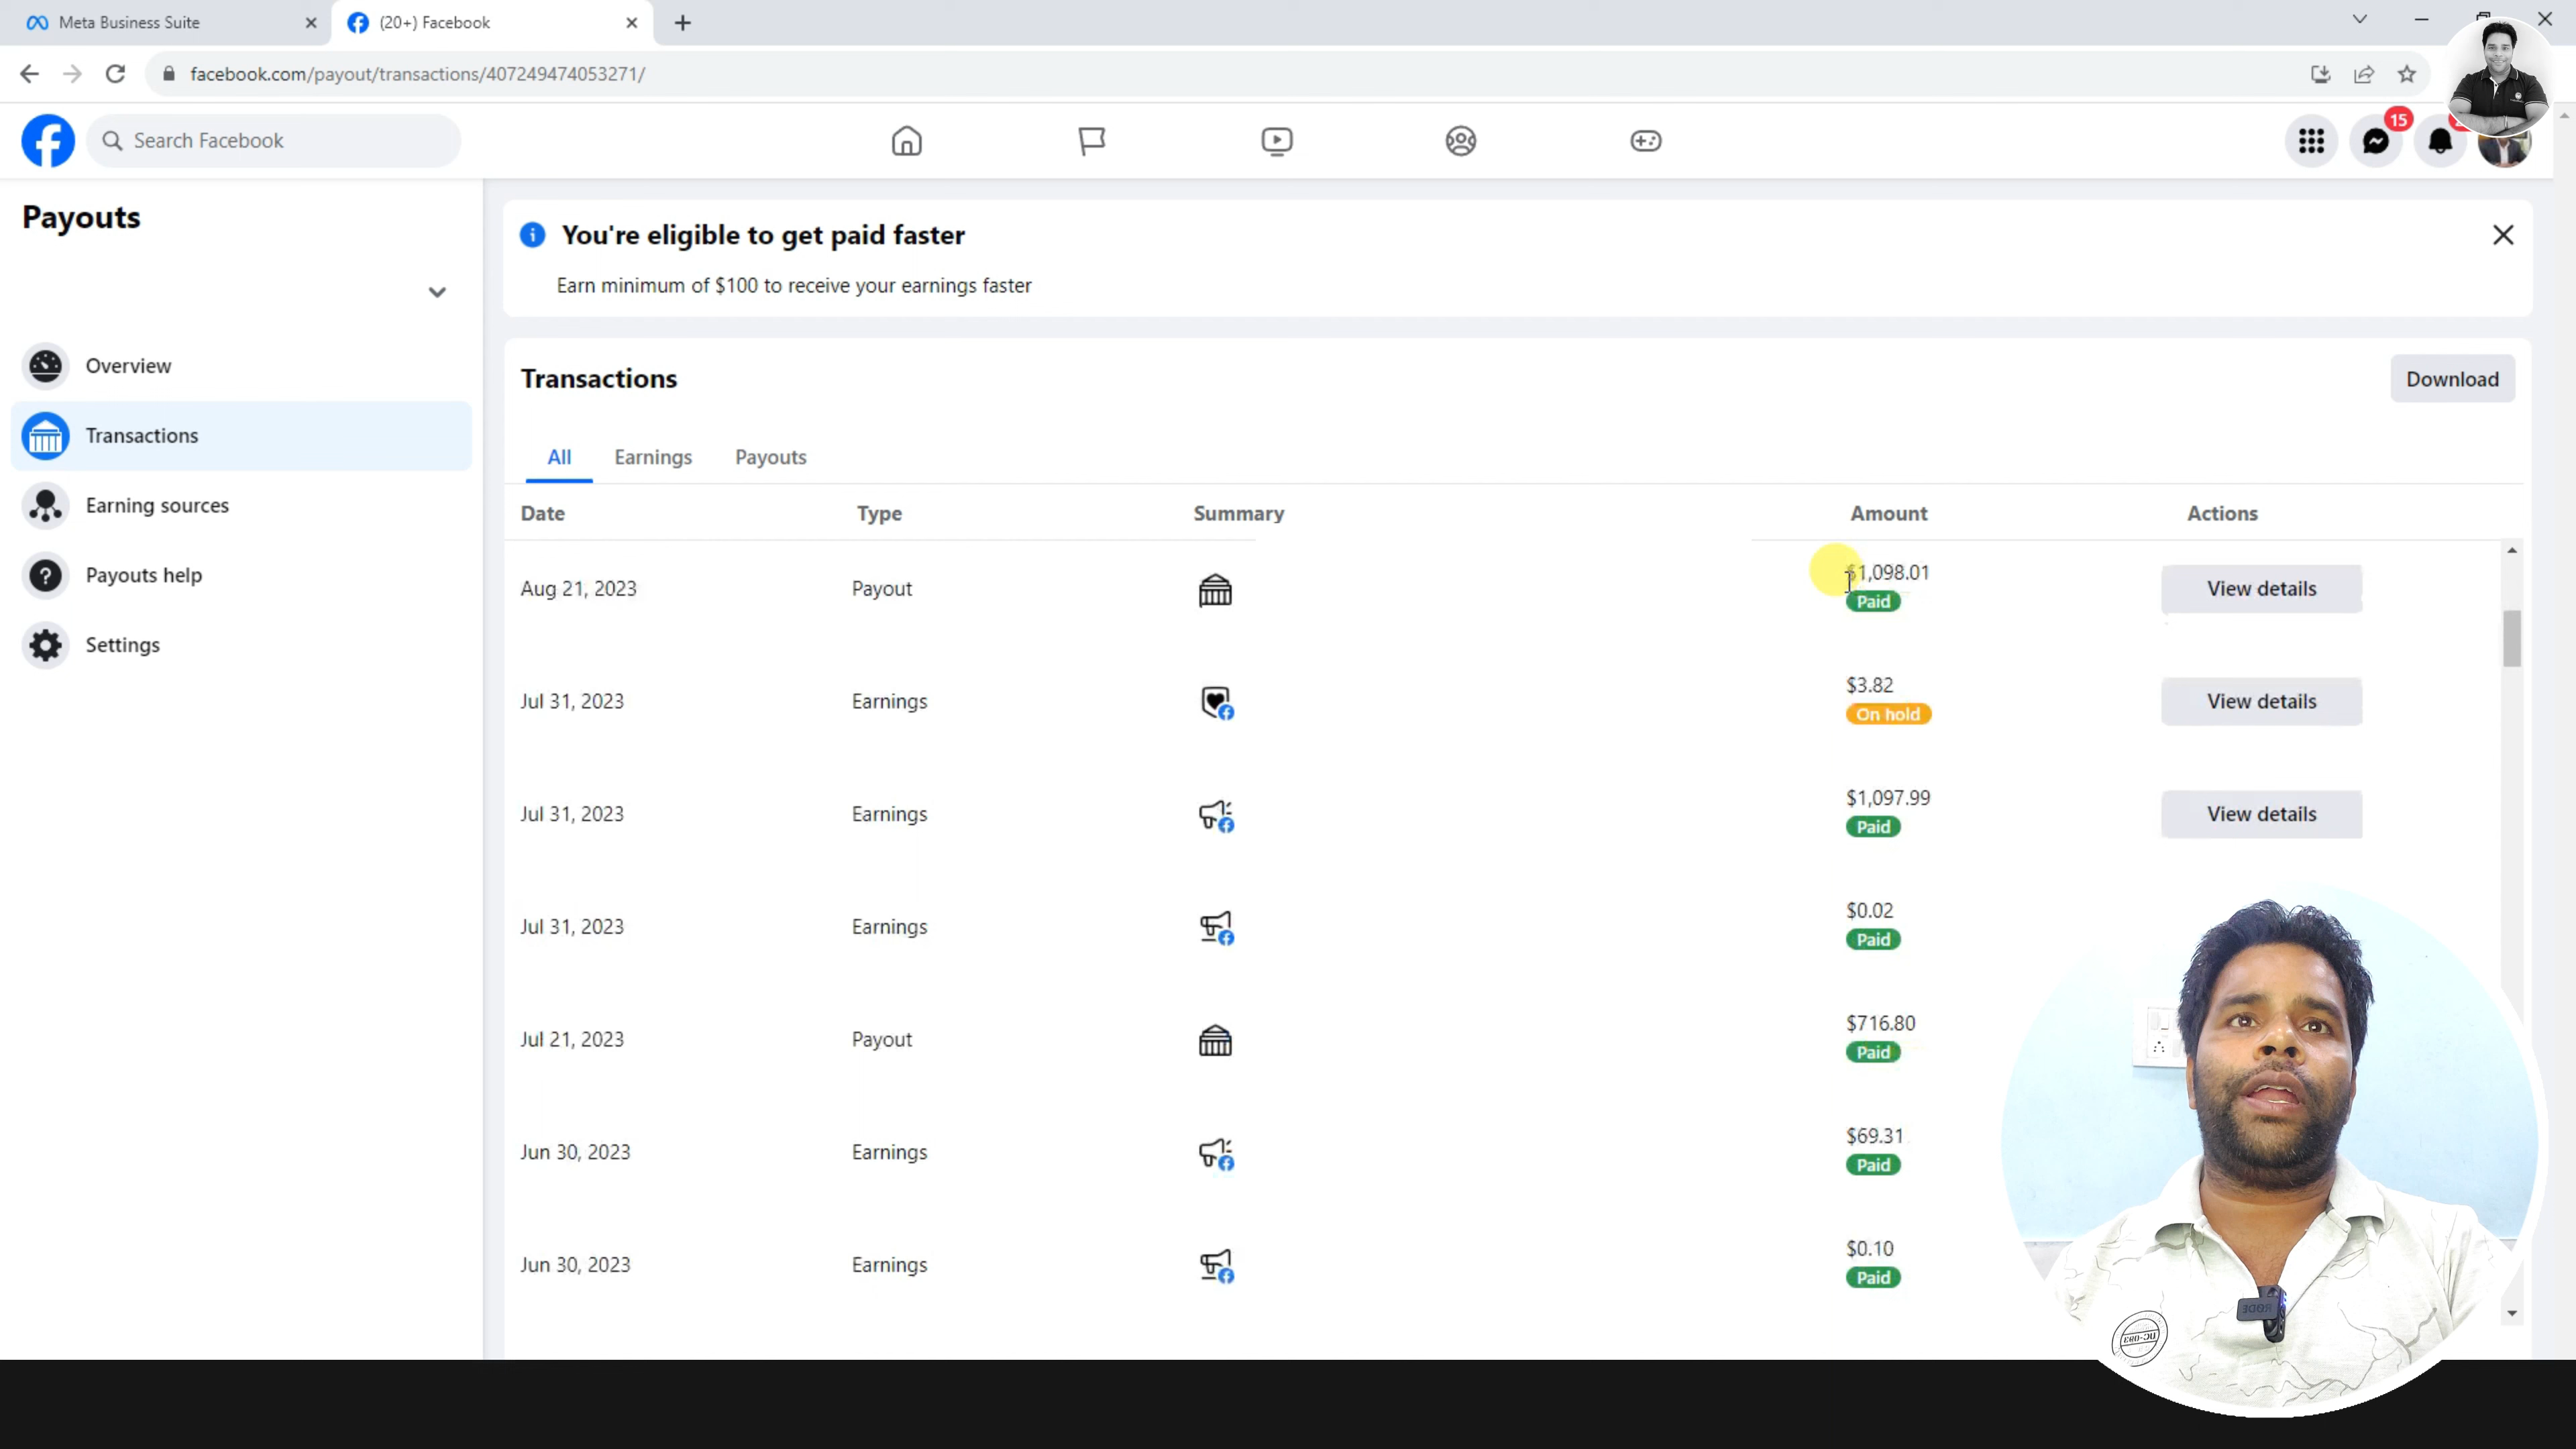 Meta Business Suite
(20+) Facebook
facebook.com/payout/transactions/407249474053271/
Search Facebook
15
Payouts
Overview
Transactions
Earning sources
Payouts help
Settings
You're eligible to get paid faster
Earn minimum of $100 to receive your earnings faster
Transactions
Download
All Earnings Payouts
Date Type Summary Amount Actions
Aug 21, 2023 Payout $1,098.01 View details
Paid
Jul 31, 2023 Earnings $3.82 View details
On hold
Jul 31, 2023 Earnings $1,097.99 View details
Paid
Jul 31, 2023 Earnings $0.02
Paid
Jul 21, 2023 Payout $716.80
Paid
Jun 30, 2023 Earnings $69.31
Paid
Jun 30, 2023 Earnings $0.10
Paid
RODE